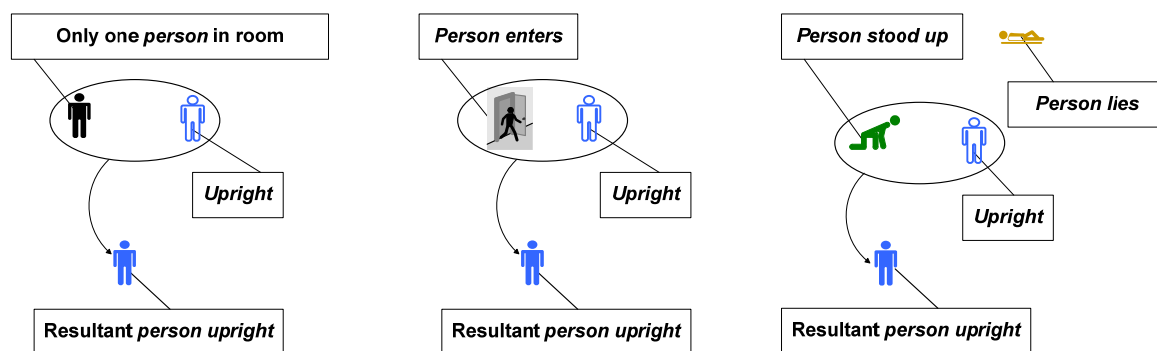 Only one person in room
Upright
Resultant person upright
Person enters
Upright
Resultant person upright
Person stood up
Person lies
Upright
Resultant person upright